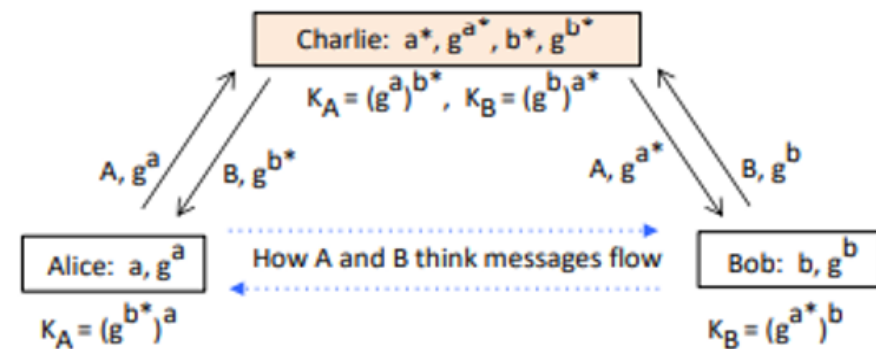 Charlie: a*, g^a*, b*, g^b*
K_A = (g^a)^b*, K_B = (g^b)^a*
A, g^a
B, g^b*
A, g^a*
B, g^b
Alice: a, g^a
How A and B think messages flow
Bob: b, g^b
K_A = (g^b*)^a
K_B = (g^a*)^b